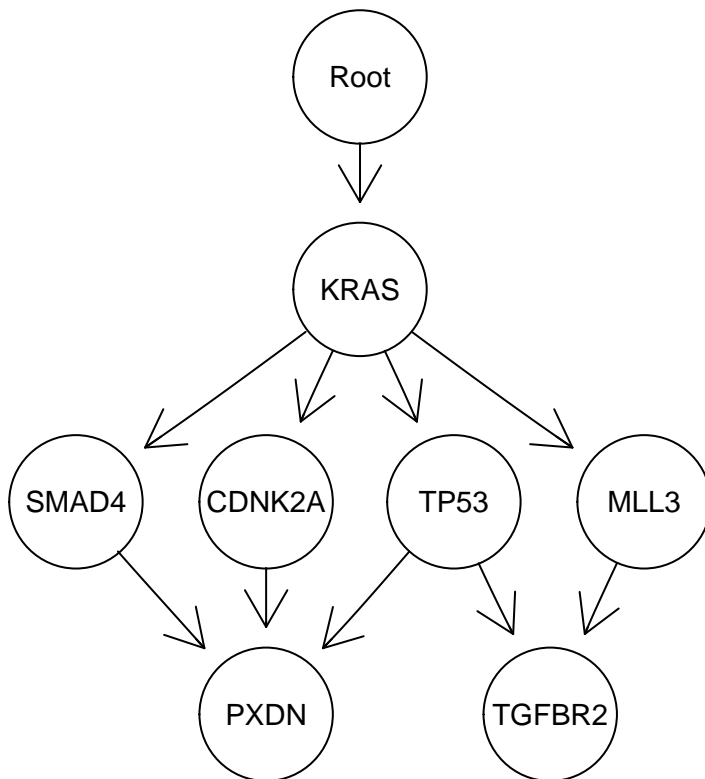 Root
KRAS
SMAD4
CDNK2A
TP53
MLL3
PXDN
TGFBR2